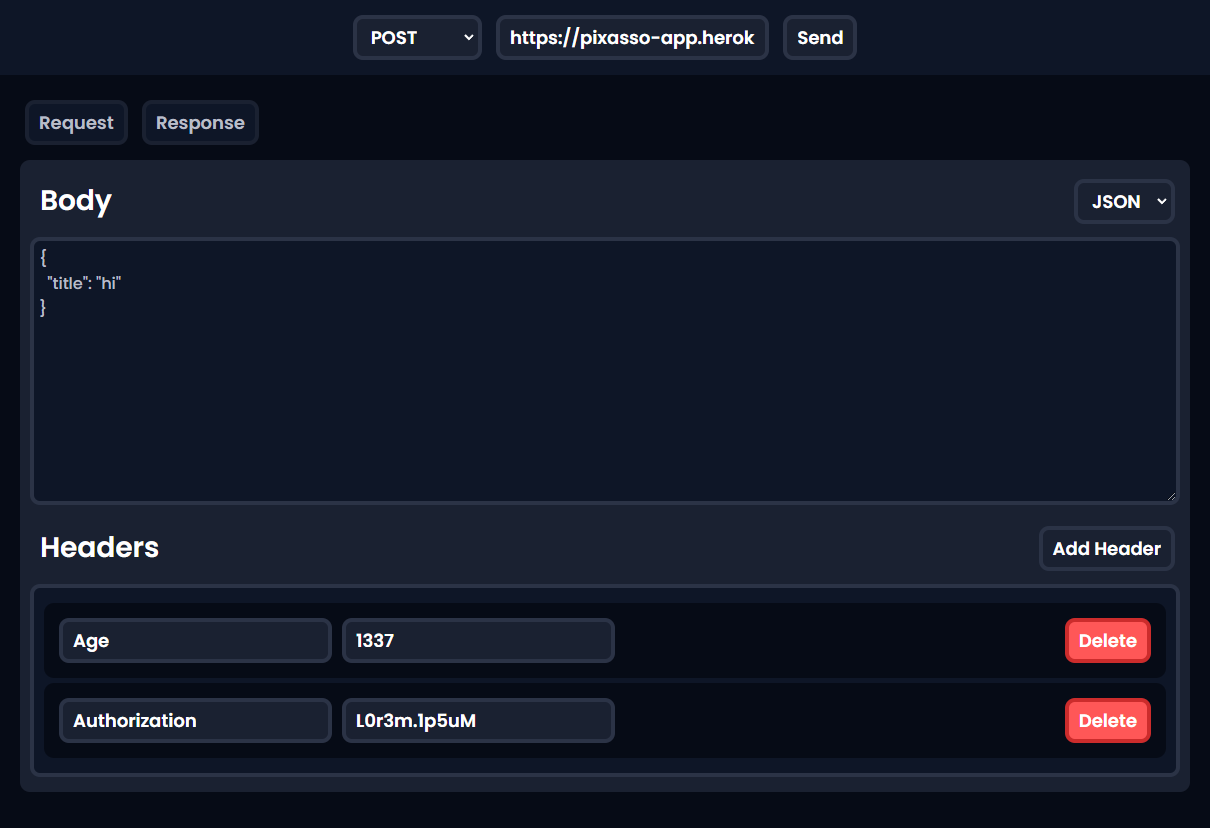 POST https://pixasso-app.herok Send
Request Response
Body JSON
{
"title": "hi"
}
Headers Add Header
Age 1337 Delete
Authorization L0r3m.1p5uM Delete